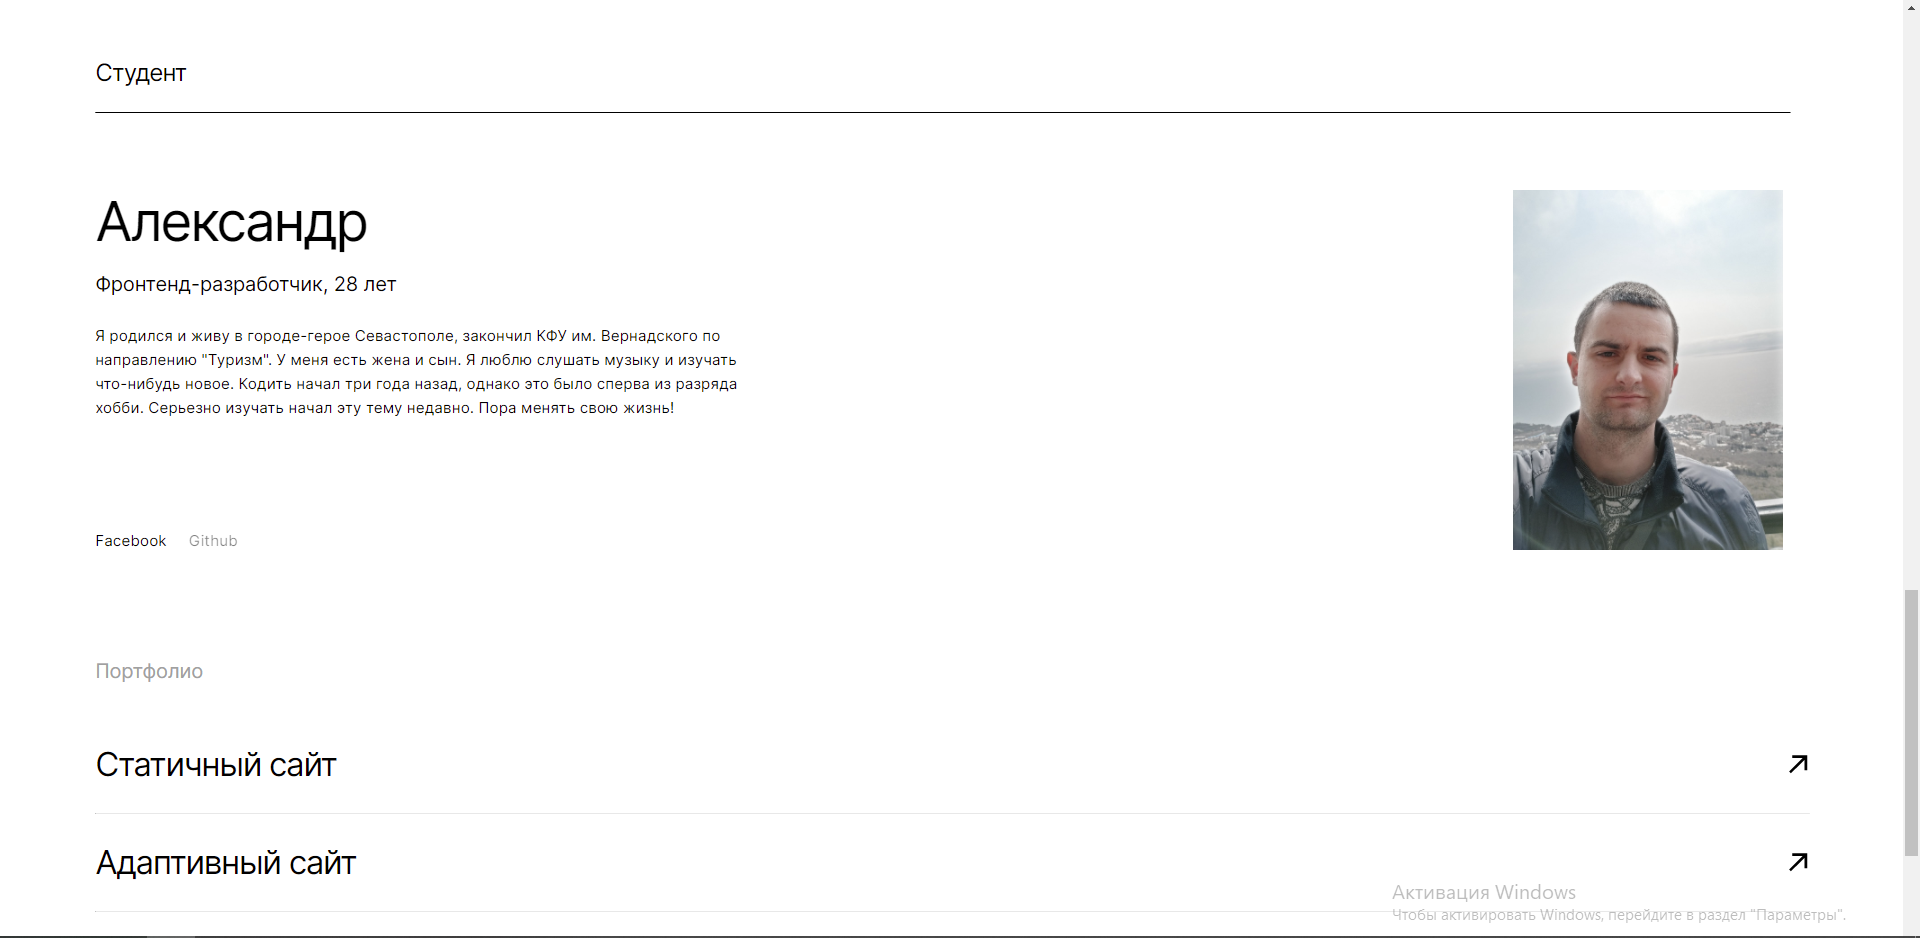 Студент
Александр
Фронтенд-разработчик, 28 лет
Я родился и живу в городе-герое Севастополе, закончил КФУ им. Вернадского по
направлению "Туризм". У меня есть жена и сын. Я люблю слушать музыку и изучать
что-нибудь новое. Кодить начал три года назад, однако это было сперва из разряда
хобби. Серьезно изучать начал эту тему недавно. Пора менять свою жизнь!
Facebook Github
Портфолио
Статичный сайт
Адаптивный сайт
Активация Windows
Чтобы активировать Windows, перейдите в раздел "Параметры".